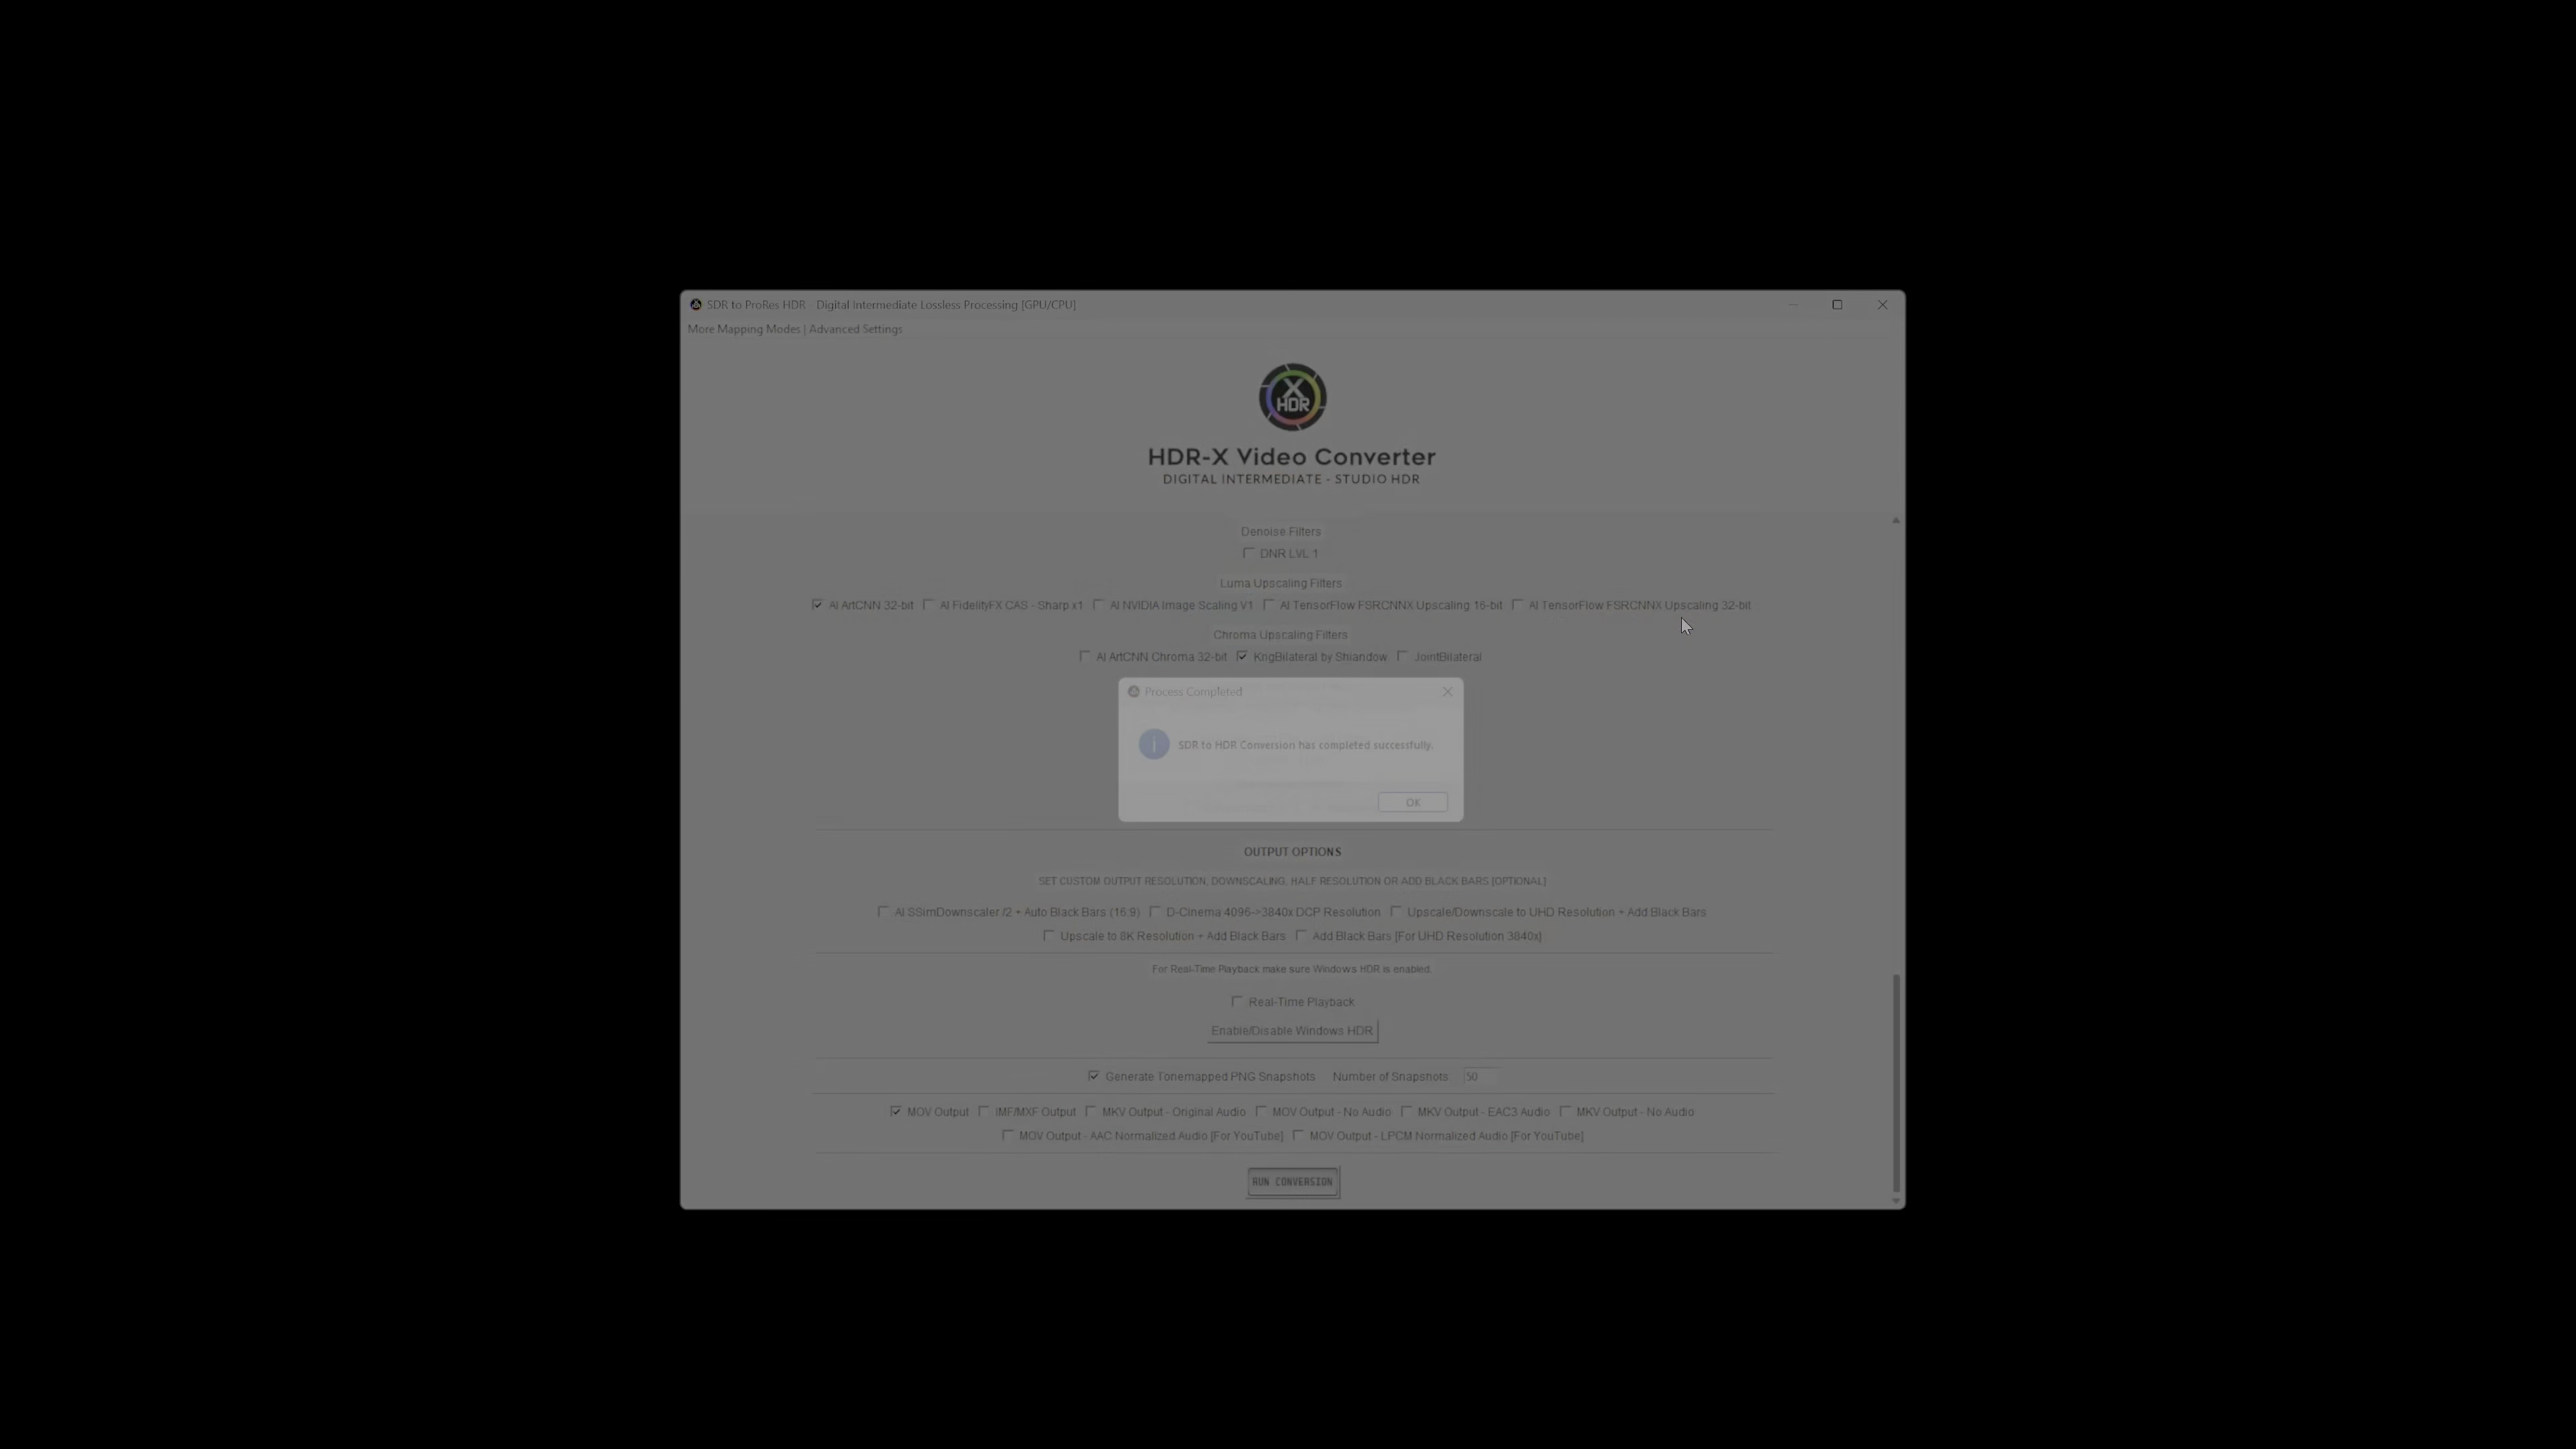 SDR to ProRes HDR   Digital Intermediate Lossless Processing [GPU/CPU]
More Mapping Modes | Advanced Settings
X
HDR
HDR-X Video Converter
DIGITAL INTERMEDIATE - STUDIO HDR
Denoise Filters
DNR LVL 1
Luma Upscaling Filters
AI ArtCNN 32-bit AI FidelityFX CAS - Sharp x1 AI NVIDIA Image Scaling V1 AI TensorFlow FSRCNNX Upscaling 16-bit AI TensorFlow FSRCNNX Upscaling 32-bit
Chroma Upscaling Filters
AI ArtCNN Chroma 32-bit KrigBilateral by Shiandow JointBilateral
Process Completed
SDR to HDR Conversion has completed successfully.
OK
OUTPUT OPTIONS
SET CUSTOM OUTPUT RESOLUTION, DOWNSCALING, HALF RESOLUTION OR ADD BLACK BARS [OPTIONAL]
AI SSimDownscaler /2 + Auto Black Bars (16:9) D-Cinema 4096->3840x DCP Resolution Upscale/Downscale to UHD Resolution + Add Black Bars
Upscale to 8K Resolution + Add Black Bars Add Black Bars [For UHD Resolution 3840x]
For Real-Time Playback make sure Windows HDR is enabled.
Real-Time Playback
Enable/Disable Windows HDR
Generate Tonemapped PNG Snapshots Number of Snapshots 50
MOV Output IMF/MXF Output MKV Output - Original Audio MOV Output - No Audio MKV Output - EAC3 Audio MKV Output - No Audio
MOV Output - AAC Normalized Audio [For YouTube] MOV Output - LPCM Normalized Audio [For YouTube]
RUN CONVERSION